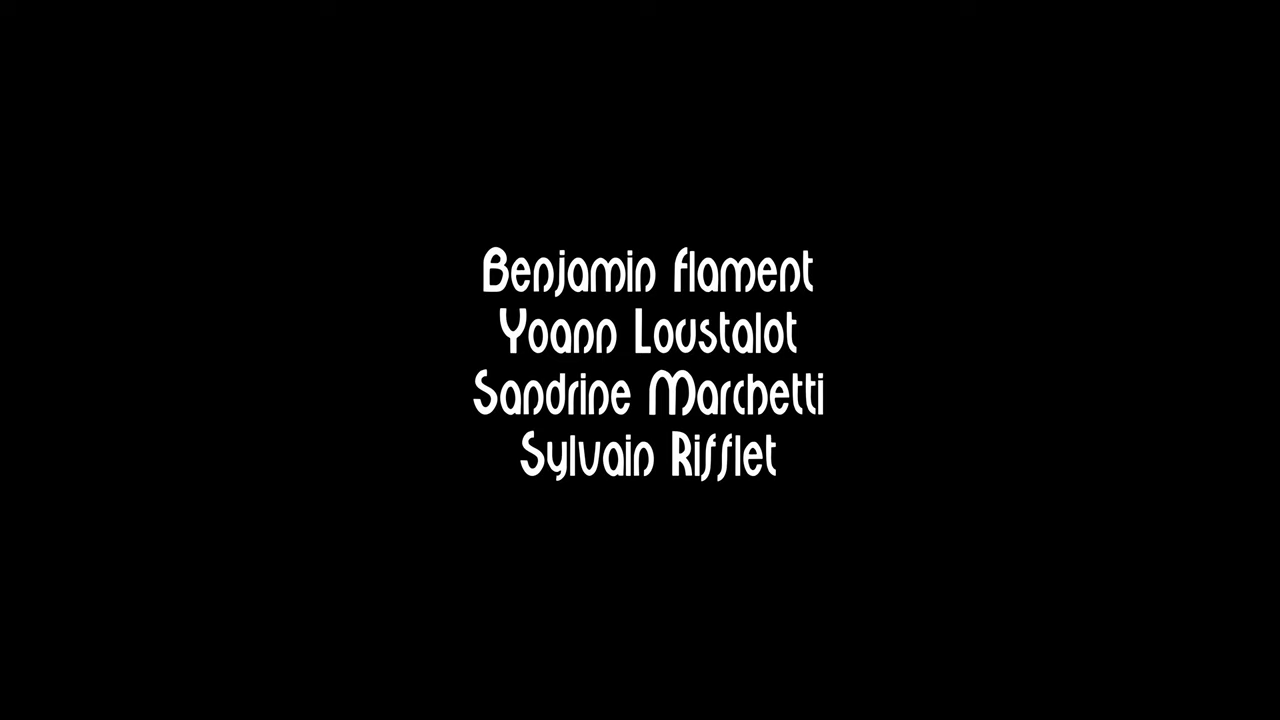 Benjamin Flament
Yoann Loustalot
Sandrine Marchetti
Sylvain Rifflet